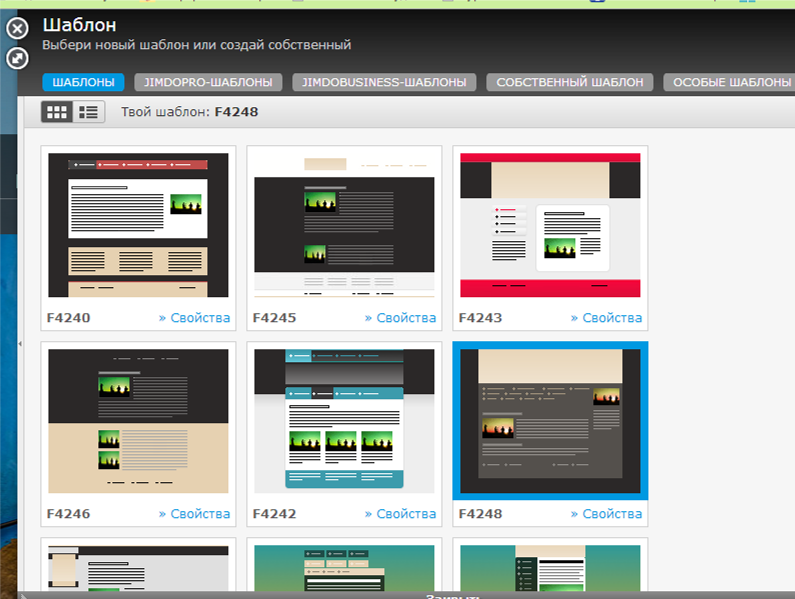 Шаблон
Выбери новый шаблон или создай собственный
ШАБЛОНЫ JIMDOPRO-ШАБЛОНЫ JIMDOBUSINESS-ШАБЛОНЫ СОБСТВЕННЫЙ ШАБЛОН ОСОБЫЕ ШАБЛОНЫ
Твой шаблон: F4248
F4240 » Свойства F4245 » Свойства F4243 » Свойства
F4246 » Свойства F4242 » Свойства F4248 » Свойства
Закрыть